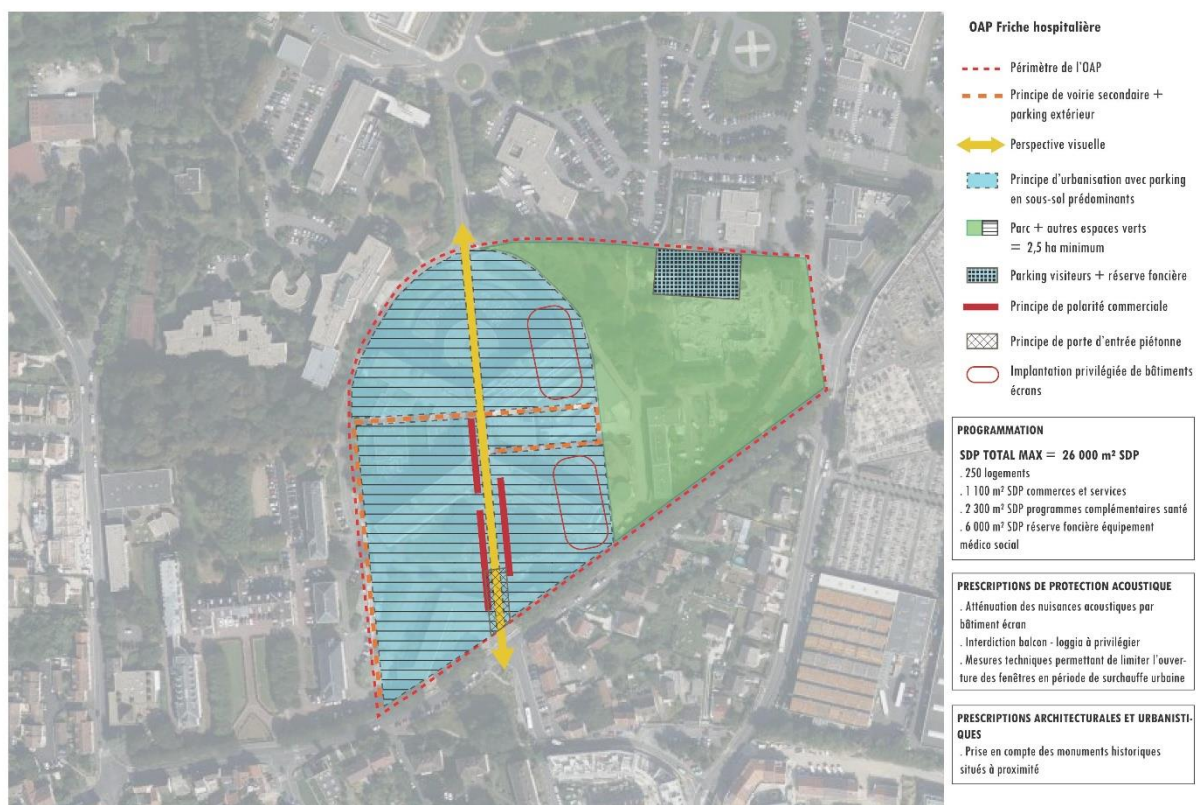 OAP Friche hospitalière
Périmètre de l'OAP
Principe de voirie secondaire +
parking extérieur
Perspective visuelle
Principe d'urbanisation avec parking
en sous-sol prédominants
Parc + autres espaces verts
= 2,5 ha minimum
Parking visiteurs + réserve foncière
Principe de polarité commerciale
Principe de porte d'entrée piétonne
Implantation privilégiée de bâtiments
écrans
PROGRAMMATION
SDP TOTAL MAX = 26 000 m² SDP
. 250 logements
. 1 100 m² SDP commerces et services
. 2 300 m² SDP programmes complémentaires santé
. 6 000 m² SDP réserve foncière équipement
médico social
PRESCRIPTIONS DE PROTECTION ACOUSTIQUE
. Atténuation des nuisances acoustiques par
bâtiment écran
. Interdiction balcon - loggia à privilégier
. Mesures techniques permettant de limiter l'ouver-
ture des fenêtres en période de surchauffe urbaine
PRESCRIPTIONS ARCHITECTURALES ET URBANISTI-
QUES
. Prise en compte des monuments historiques
situés à proximité